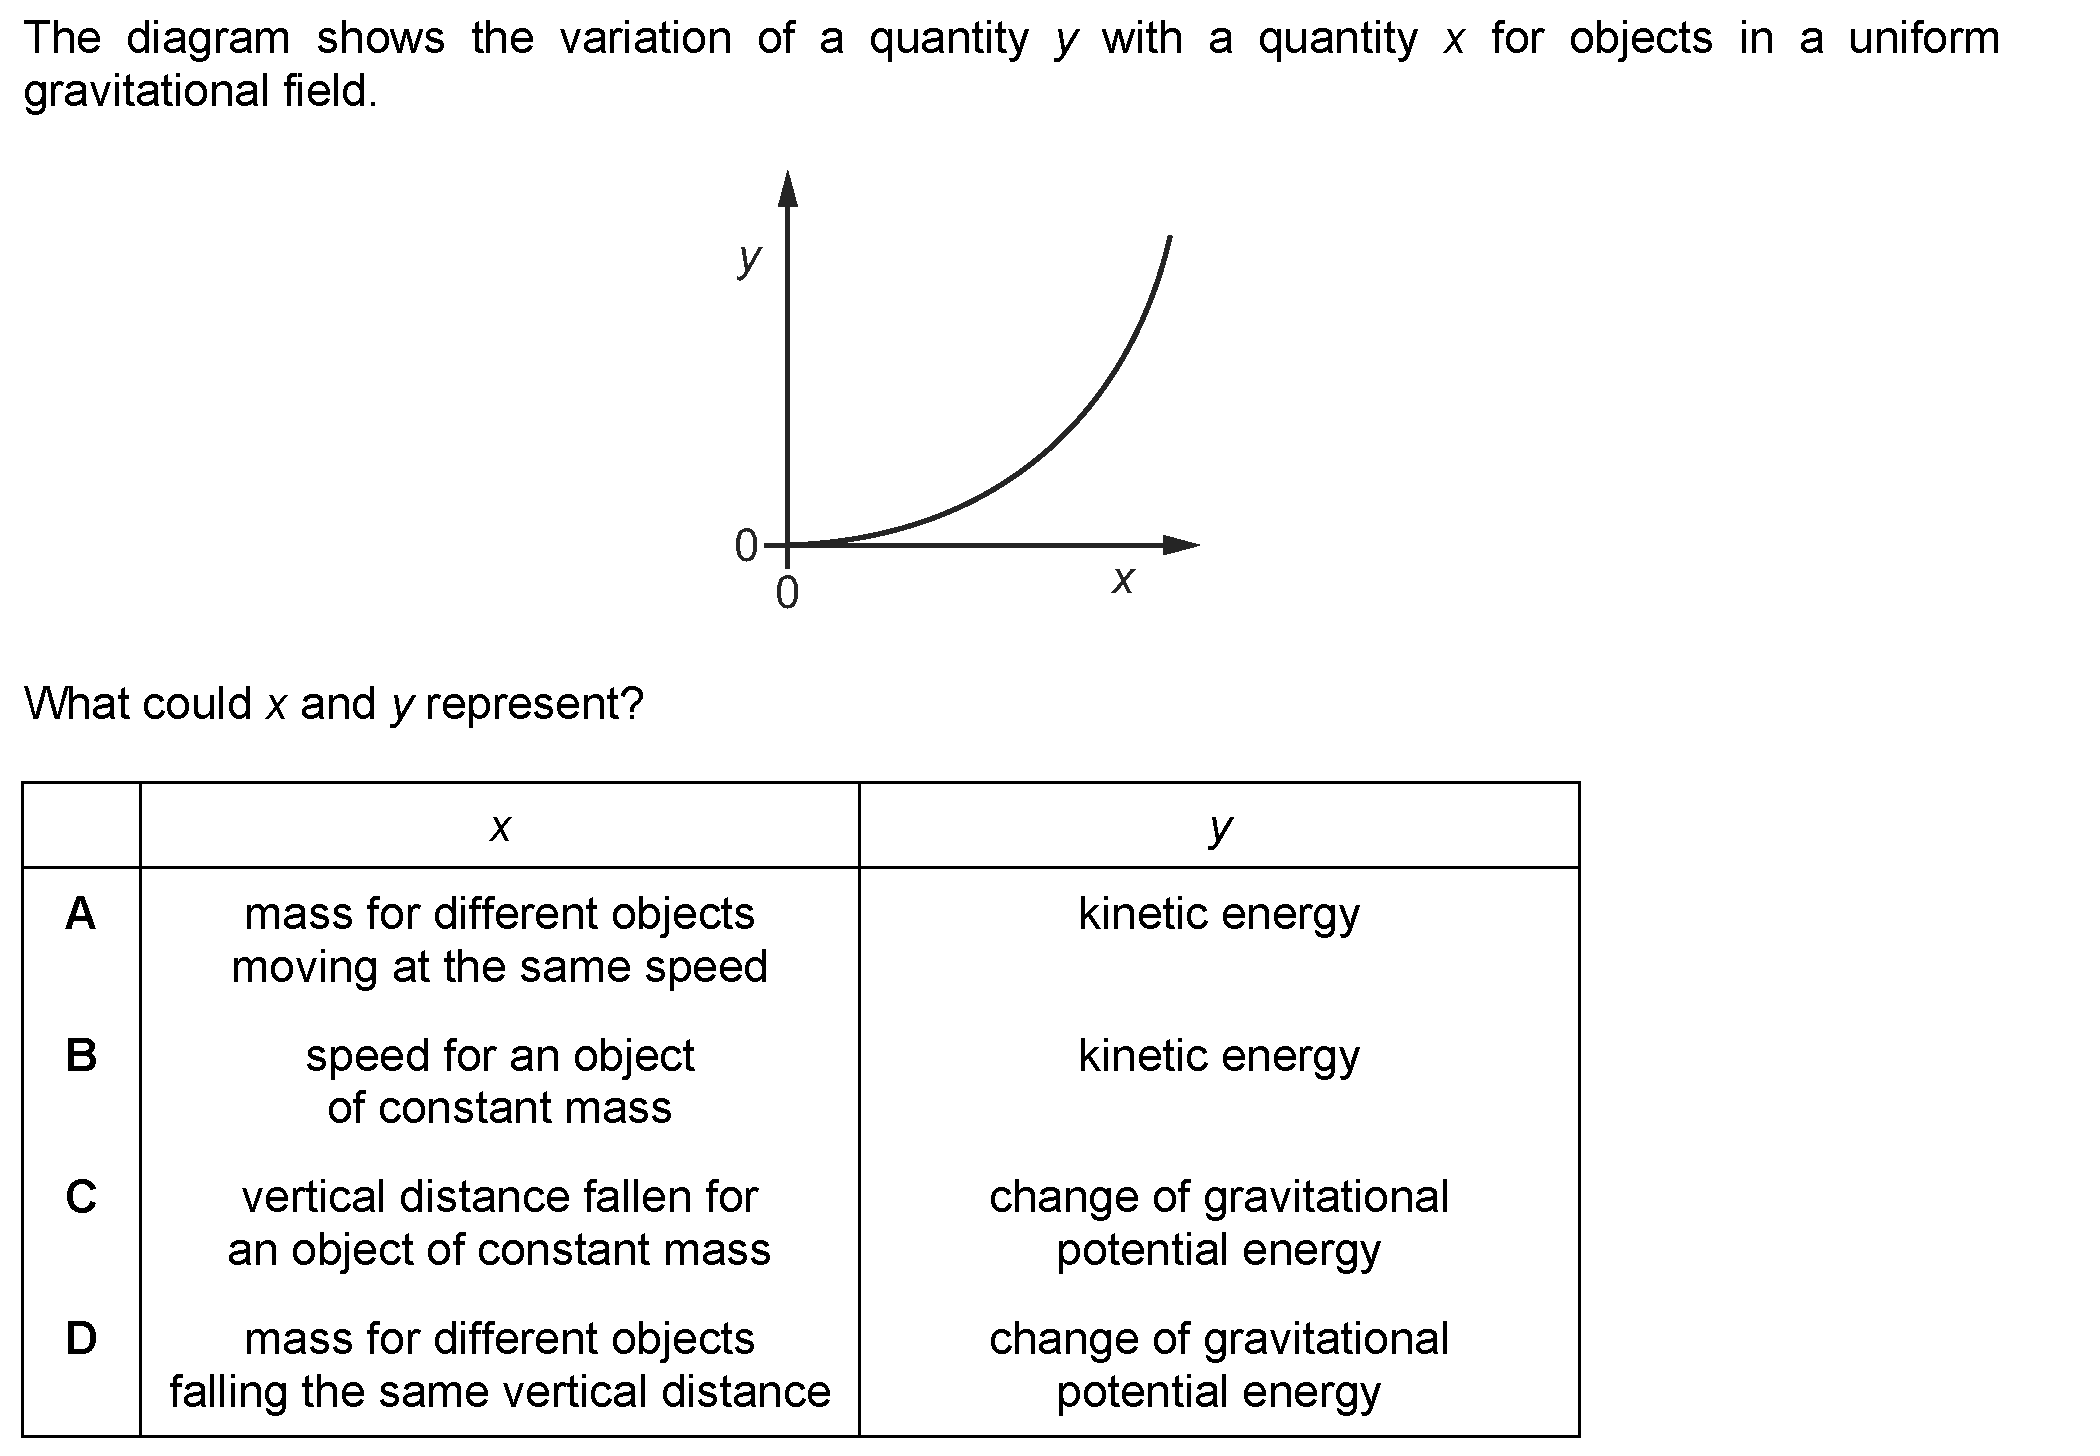 The diagram shows the variation of a quantity y with a quantity x for objects in a uniform
gravitational field.
y
0
0
x
What could x and y represent?
x y
A mass for different objects kinetic energy
moving at the same speed
B speed for an object kinetic energy
of constant mass
C vertical distance fallen for change of gravitational
an object of constant mass potential energy
D mass for different objects change of gravitational
falling the same vertical distance potential energy